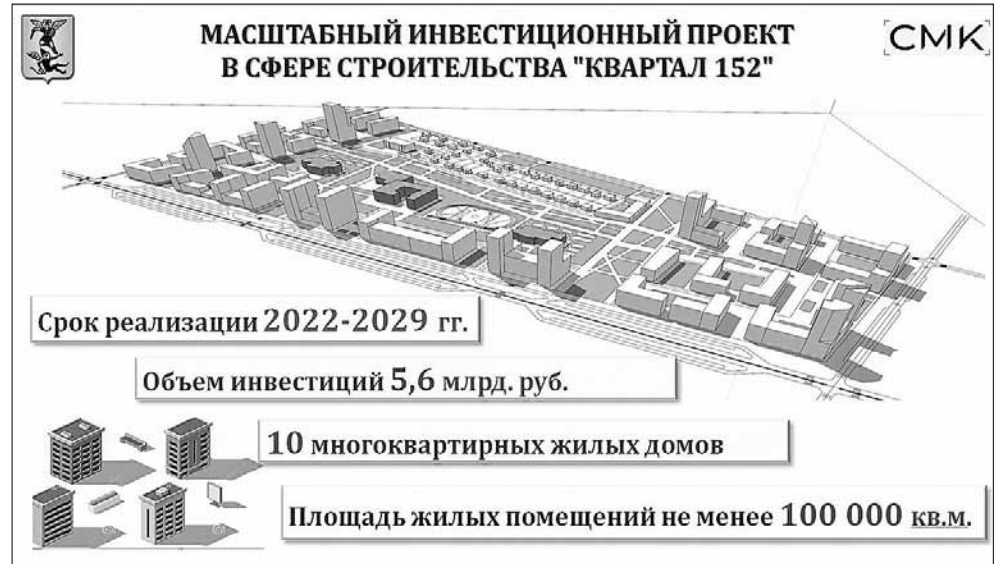 МАСШТАБНЫЙ ИНВЕСТИЦИОННЫЙ ПРОЕКТ
В СФЕРЕ СТРОИТЕЛЬСТВА "КВАРТАЛ 152"
СМК
Срок реализации 2022-2029 гг.
Объем инвестиций 5,6 млрд. руб.
10 многоквартирных жилых домов
Площадь жилых помещений не менее 100 000 кв.м.